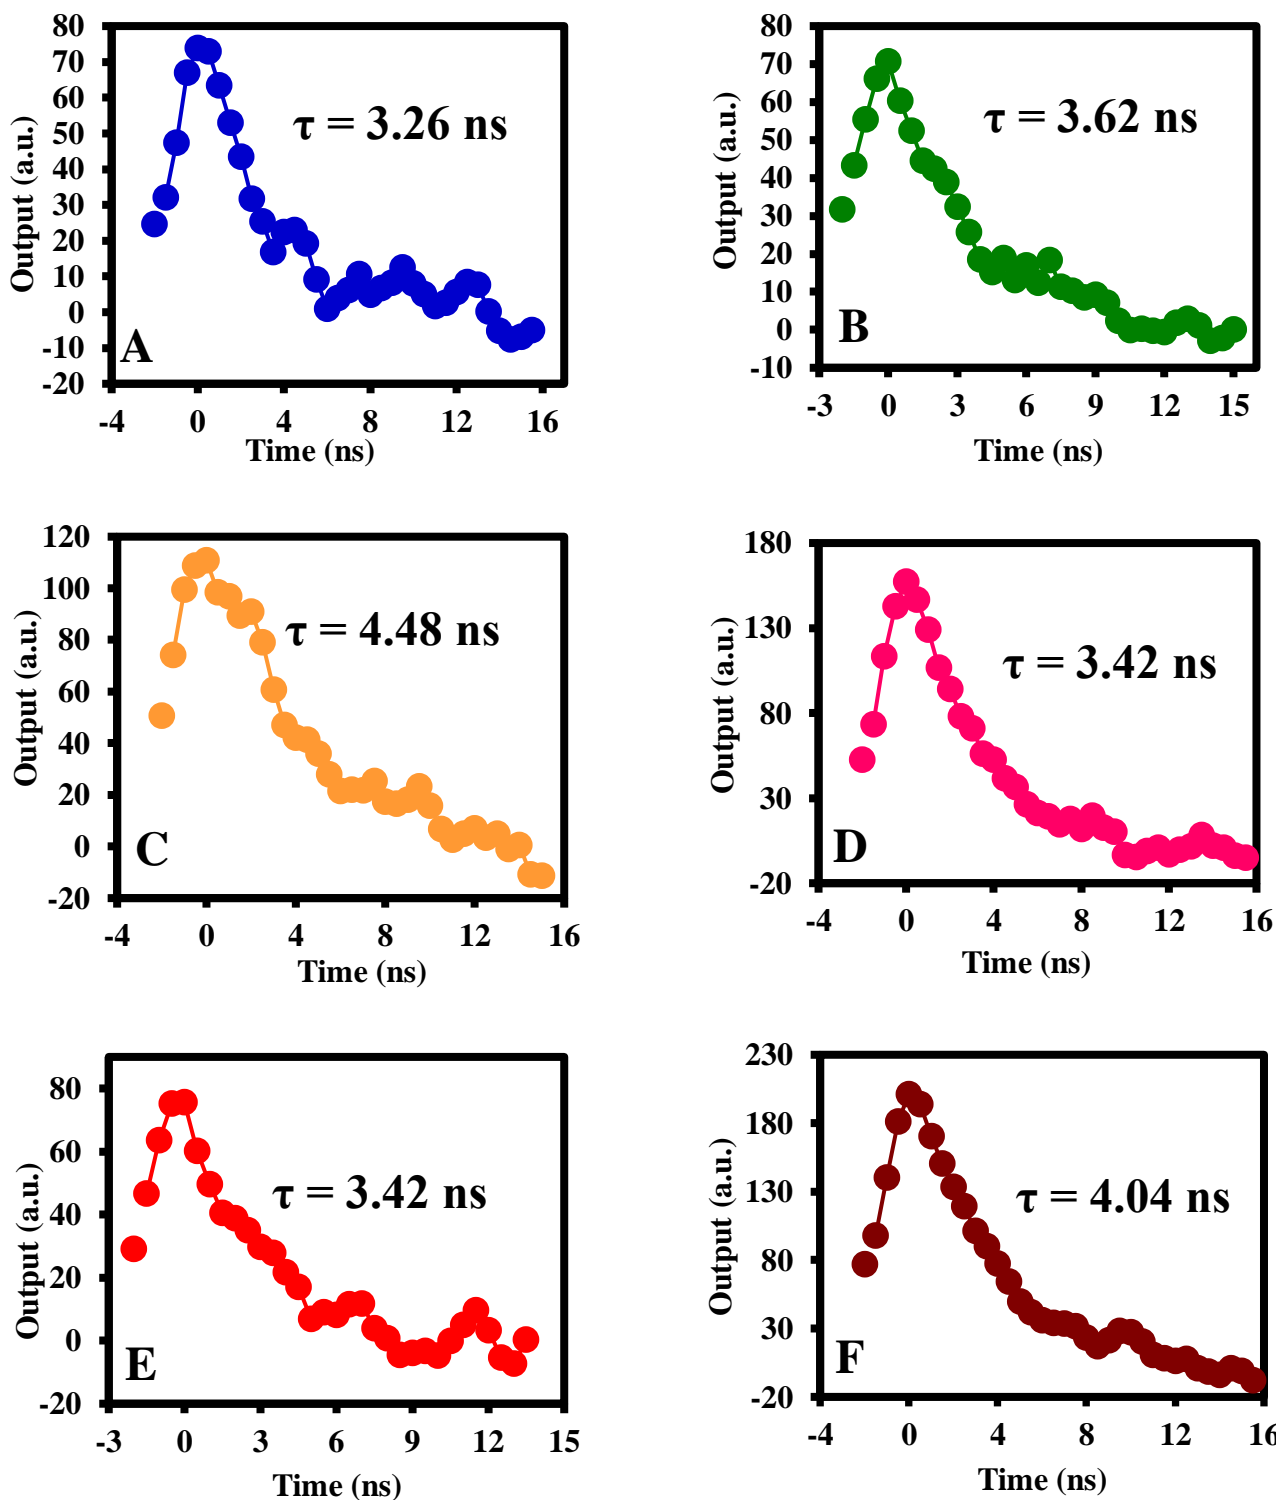 80
70
60
50
40
30
20
10
0
-10
-20
Output (a.u.)
τ = 3.26 ns
A
-4 0 4 8 12 16
Time (ns)
80
70
60
50
40
30
20
10
0
-10
Output (a.u.)
τ = 3.62 ns
B
-3 0 3 6 9 12 15
Time (ns)
120
100
80
60
40
20
0
-20
Output (a.u.)
τ = 4.48 ns
C
-4 0 4 8 12 16
Time (ns)
180
130
80
30
-20
Output (a.u.)
τ = 3.42 ns
D
-4 0 4 8 12 16
Time (ns)
80
60
40
20
0
-20
Output (a.u.)
τ = 3.42 ns
E
-3 0 3 6 9 12 15
Time (ns)
230
180
130
80
30
-20
Output (a.u.)
τ = 4.04 ns
F
-4 0 4 8 12 16
Time (ns)